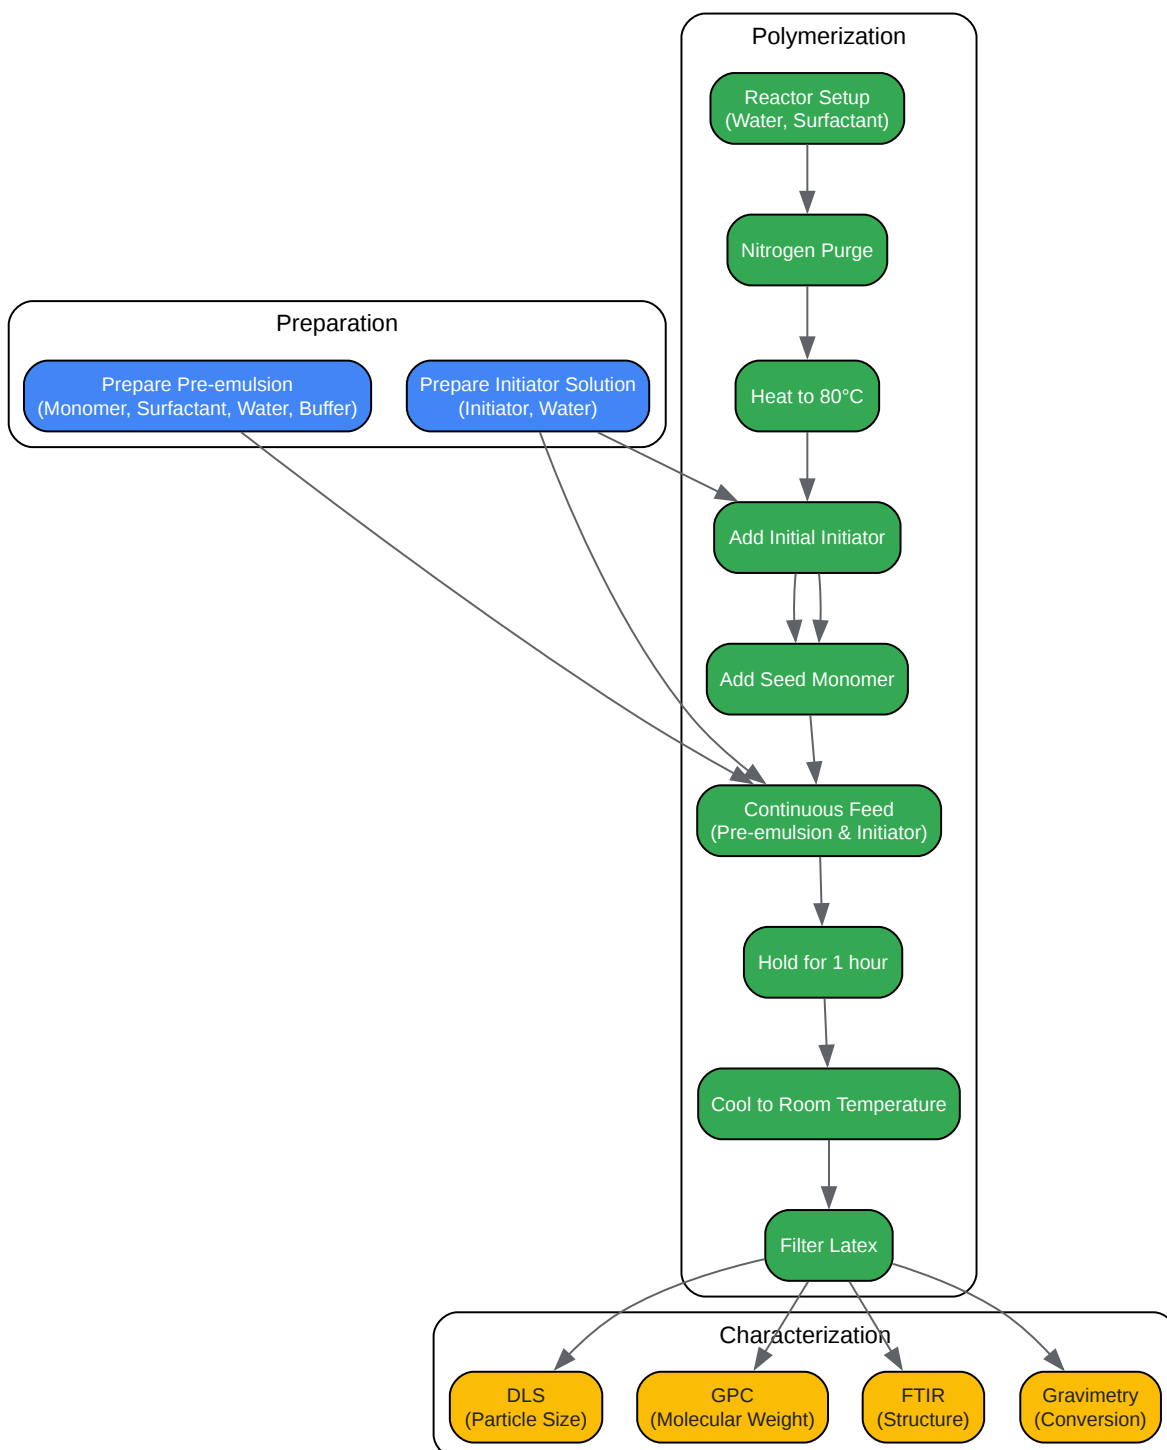 Polymerization
Reactor Setup
(Water, Surfactant)
Nitrogen Purge
Preparation
Prepare Pre-emulsion
(Monomer, Surfactant, Water, Buffer)
Prepare Initiator Solution
(Initiator, Water)
Heat to 80°C
Add Initial Initiator
Add Seed Monomer
Continuous Feed
(Pre-emulsion & Initiator)
Hold for 1 hour
Cool to Room Temperature
Filter Latex
Characterization
DLS
(Particle Size)
GPC
(Molecular Weight)
FTIR
(Structure)
Gravimetry
(Conversion)